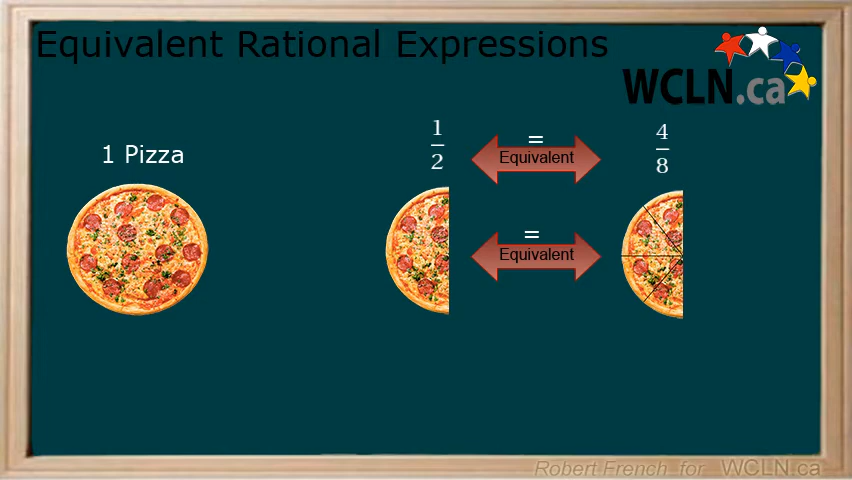 Equivalent Rational Expressions
WCLN.ca
1 Pizza
1/2 = 4/8
Equivalent
=
Equivalent
Robert French for WCLN.ca